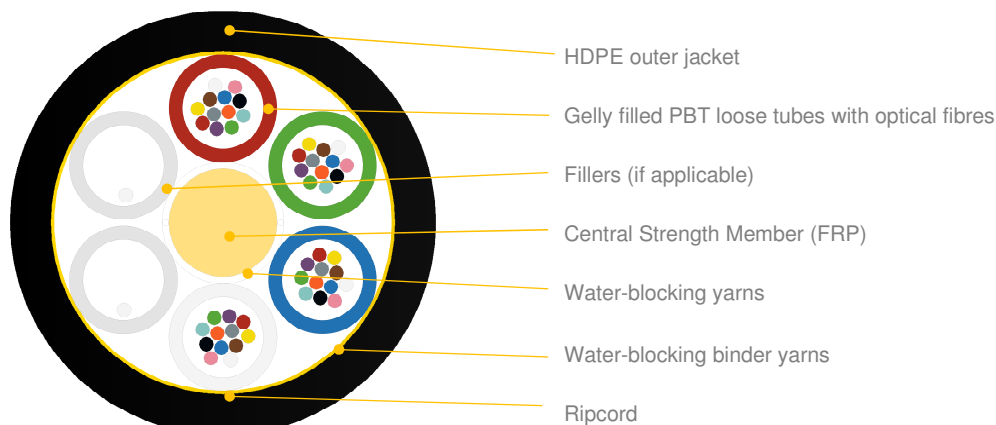 HDPE outer jacket
Gelly filled PBT loose tubes with optical fibres
Fillers (if applicable)
Central Strength Member (FRP)
Water-blocking yarns
Water-blocking binder yarns
Ripcord